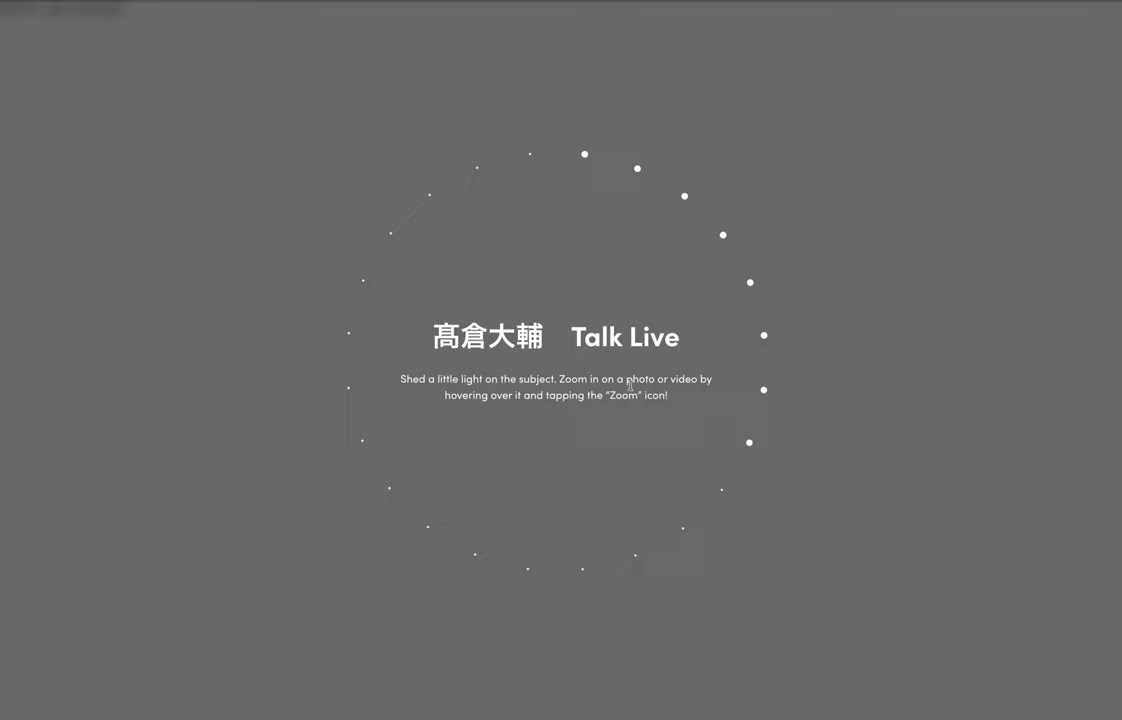 髙倉大輔　Talk Live
Shed a little light on the subject. Zoom in on a photo or video by
hovering over it and tapping the “Zoom” icon!